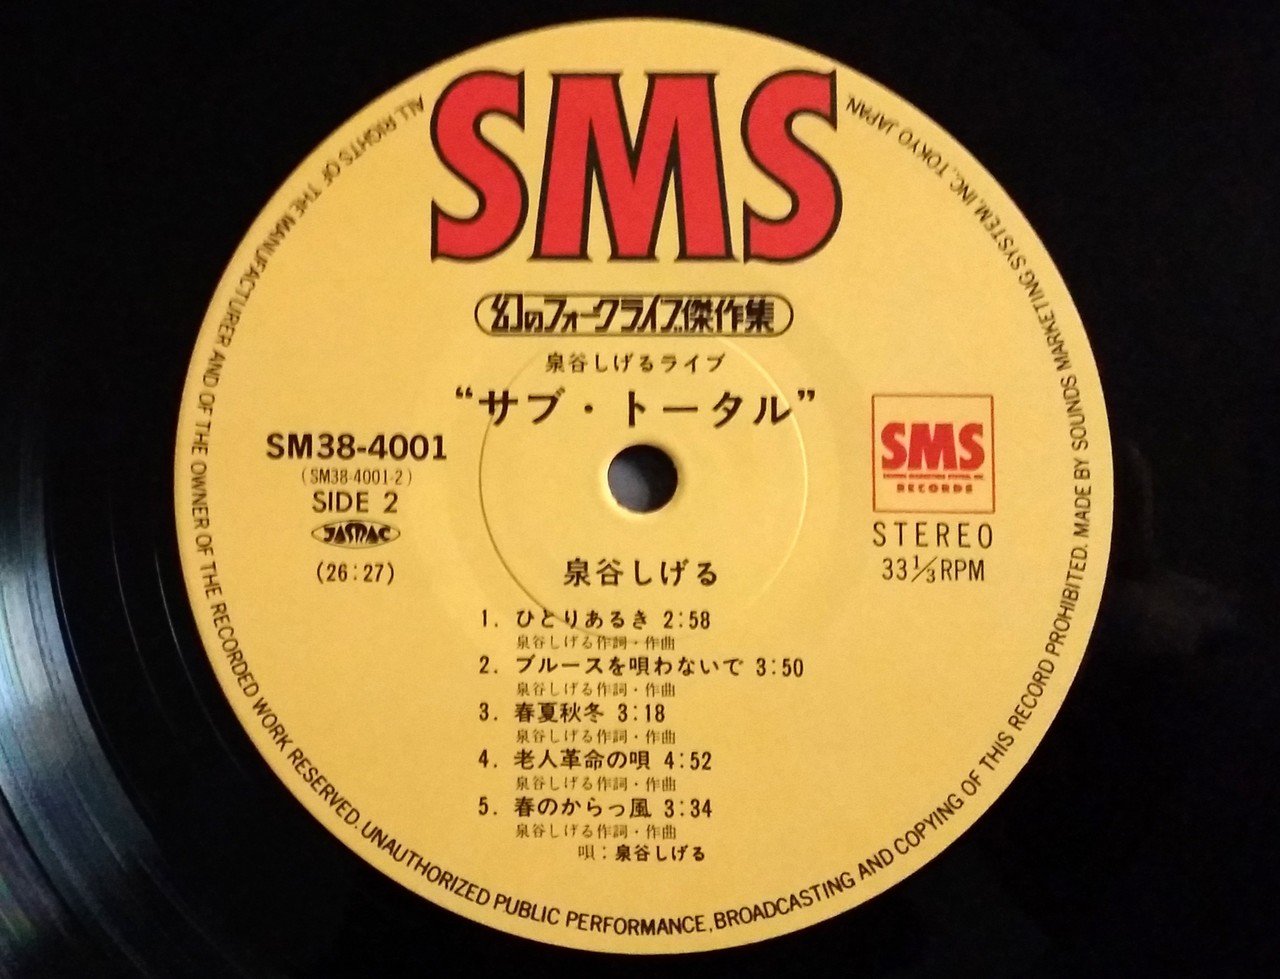 SMS
幻のフォークライブ傑作集
泉谷しげるライブ
“サブ・トータル”
SM38-4001
(SM38-4001-2)
SIDE 2
JASRAC
(26:27)
SMS
RECORDS
STEREO
33⅓RPM
泉谷しげる
1. ひとりあるき 2:58
泉谷しげる作詞・作曲
2. ブルースを唄わないで 3:50
泉谷しげる作詞・作曲
3. 春夏秋冬 3:18
泉谷しげる作詞・作曲
4. 老人革命の唄 4:52
泉谷しげる作詞・作曲
5. 春のからっ風 3:34
泉谷しげる作詞・作曲
唄：泉谷しげる
ALL RIGHTS OF THE MANUFACTURER AND OF THE OWNER OF THE RECORDED WORK RESERVED. UNAUTHORIZED PUBLIC PERFORMANCE, BROADCASTING AND COPYING OF THIS RECORD PROHIBITED. MADE BY SOUNDS MARKETING SYSTEM, INC., TOKYO JAPAN